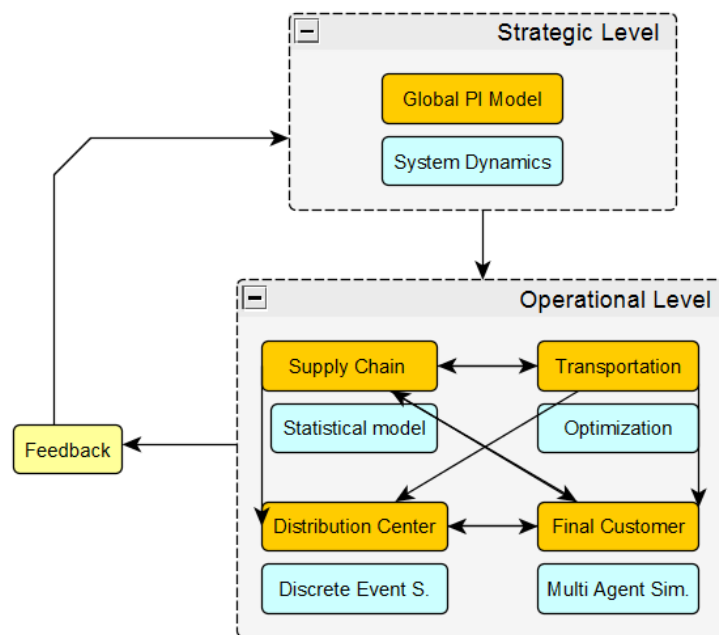 Strategic Level
Global PI Model
System Dynamics
Operational Level
Supply Chain
Transportation
Statistical model
Optimization
Feedback
Distribution Center
Final Customer
Discrete Event S.
Multi Agent Sim.